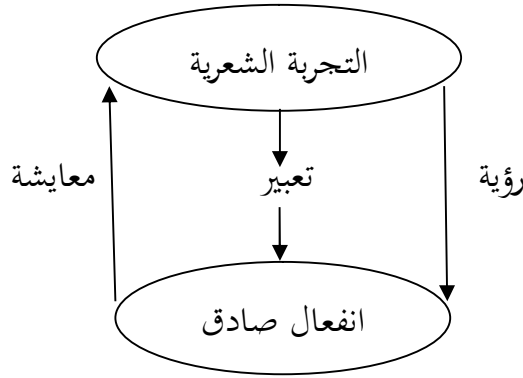 التجربة الشعرية
رؤية
تعبير
معايشة
انفعال صادق